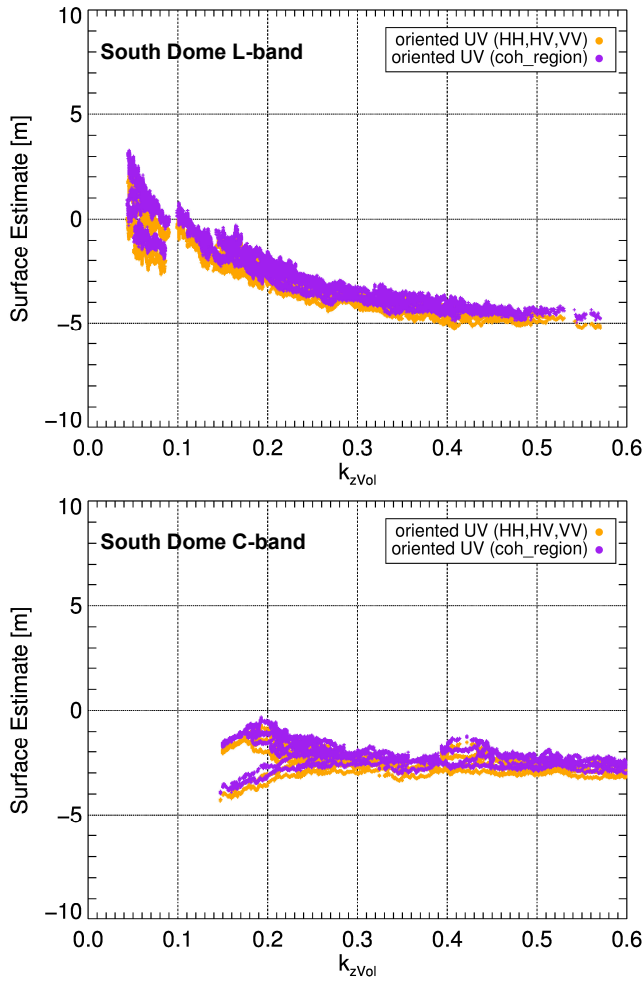 South Dome L-band
oriented UV (HH,HV,VV)
oriented UV (coh_region)
Surface Estimate [m]
10
5
0
−5
−10
0.0 0.1 0.2 0.3 0.4 0.5 0.6
k_zVol
South Dome C-band
oriented UV (HH,HV,VV)
oriented UV (coh_region)
Surface Estimate [m]
10
5
0
−5
−10
0.0 0.1 0.2 0.3 0.4 0.5 0.6
k_zVol